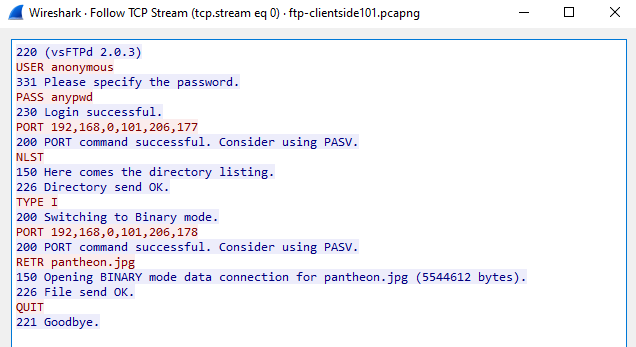 Wireshark · Follow TCP Stream (tcp.stream eq 0) · ftp-clientside101.pcapng
220 (vsFTPd 2.0.3)
USER anonymous
331 Please specify the password.
PASS anypwd
230 Login successful.
PORT 192,168,0,101,206,177
200 PORT command successful. Consider using PASV.
NLST
150 Here comes the directory listing.
226 Directory send OK.
TYPE I
200 Switching to Binary mode.
PORT 192,168,0,101,206,178
200 PORT command successful. Consider using PASV.
RETR pantheon.jpg
150 Opening BINARY mode data connection for pantheon.jpg (5544612 bytes).
226 File send OK.
QUIT
221 Goodbye.